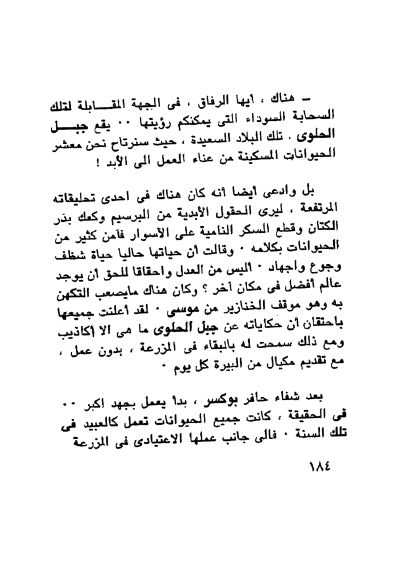 ــ هناك ، أيها الرفاق ، فى الجهة المقــــابلة لتلك
السحابة السوداء التى يمكنكم رؤيتها ٠٠ يقع جبــــل
الحلوى . تلك البلاد السعيدة ، حيث سنرتاح نحن معشر
الحيوانات المسكينة من عناء العمل الى الأبد !
بل وادعى أيضا أنه كان هناك فى احدى تحليقاته
المرتفعة ، ليرى الحقول الأبدية من البرسيم وكعك بذر
الكتان وقطع السكر النامية على الأسوار فآمن كثير من
الحيوانات بكلامه ٠ وقالت أن حياتها حاليا حياة شظف
وجوع واجهاد ٠ أليس من العدل واحقاقا للحق أن يوجد
عالم أفضل فى مكان آخر ؟ وكان هناك مايصعب التكهن
به وهو موقف الخنازير من موسى ٠ لقد أعلنت جميعها
باحتقان أن حكاياته عن جبل الحلوى ما هى الا أكاذيب
ومع ذلك سمحت له بالبقاء فى المزرعة ، بدون عمل ،
مع تقديم مكيال من البيرة كل يوم ٠
بعد شفاء حافر بوكسر ، بدأ يعمل بجهد اكبر ٠٠
فى الحقيقة ، كانت جميع الحيوانات تعمل كالعبيد فى
تلك السنة ٠ فالى جانب عملها الاعتيادى فى المزرعة
١٨٤